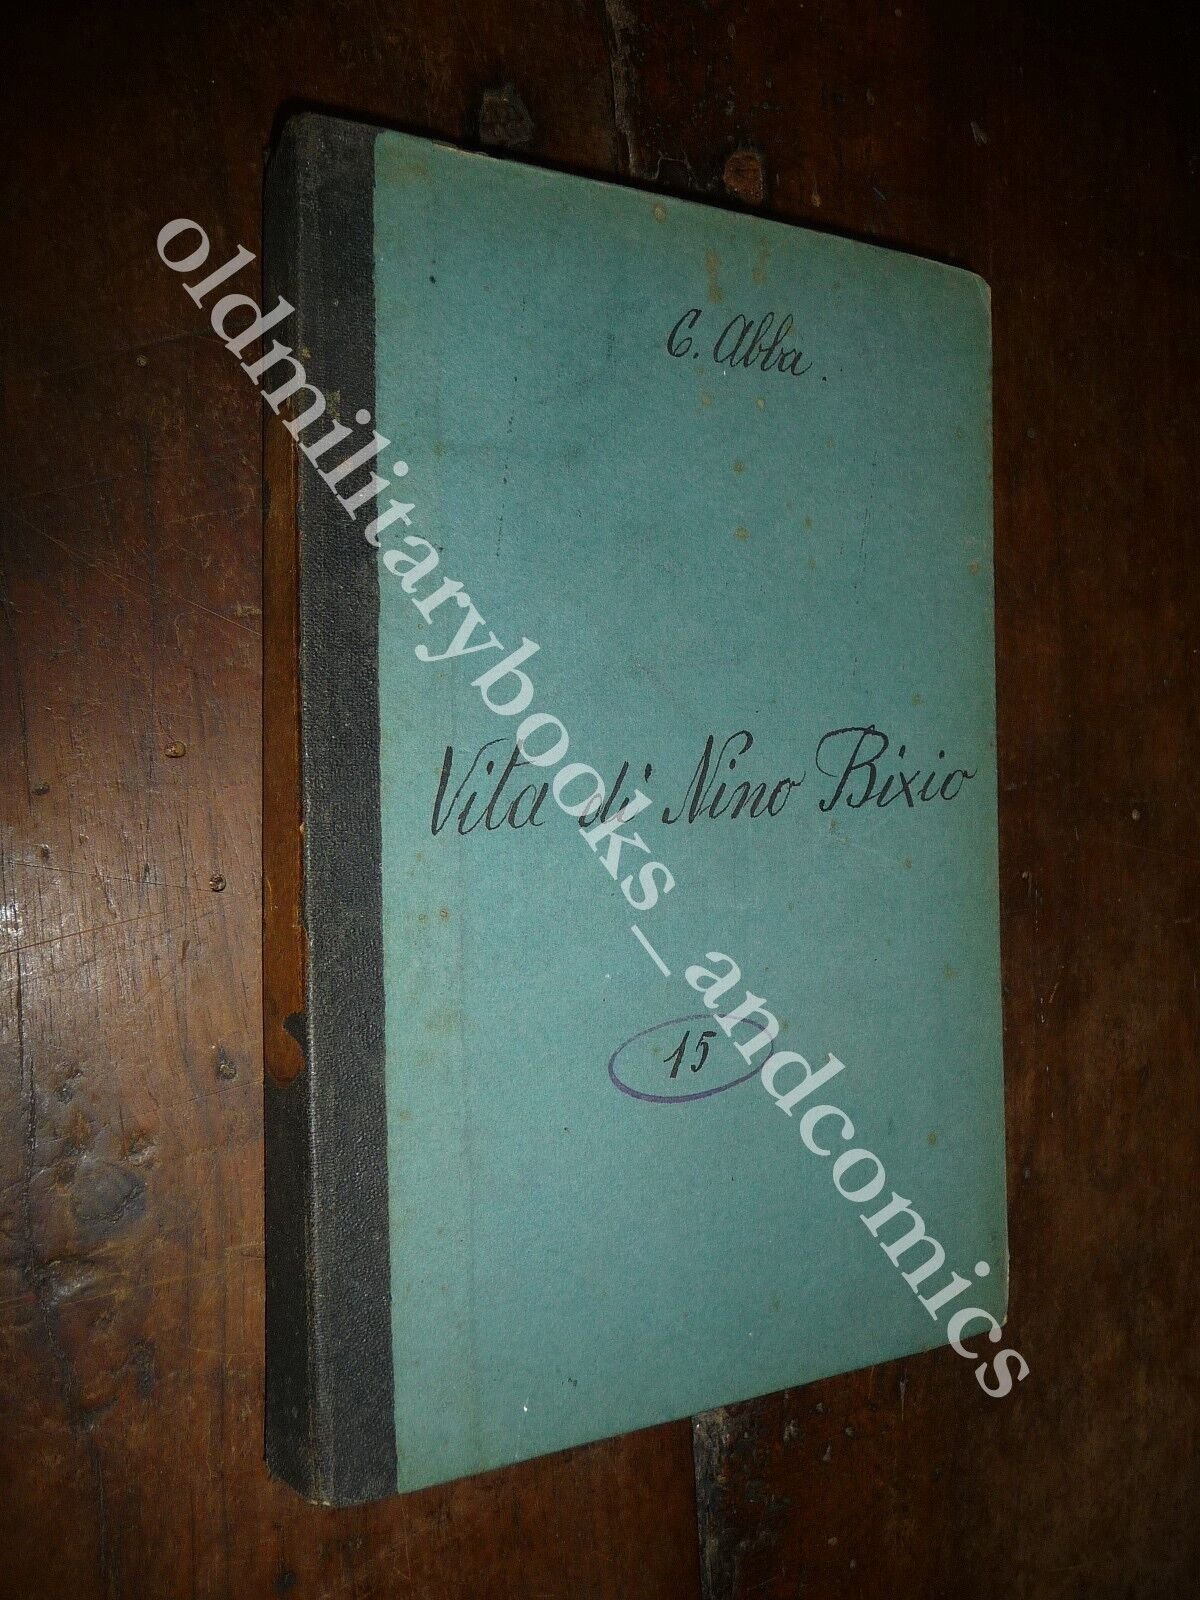 C. Abba.
Vita di Nino Bixio
15
oldmilitarybooks_andcomics